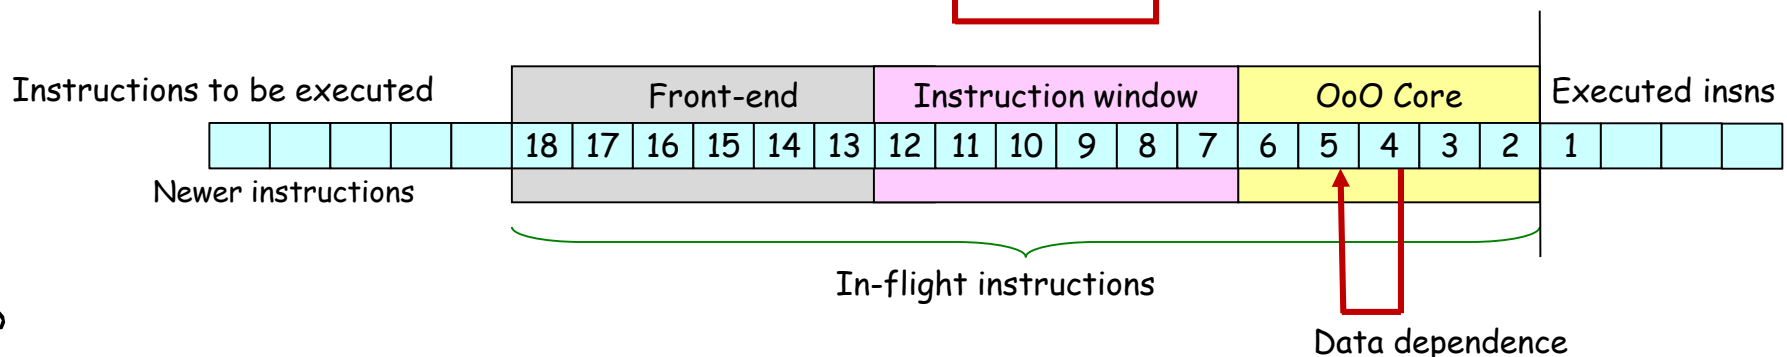 Instructions to be executed
Front-end
Instruction window
OoO Core
Executed insns
18 17 16 15 14 13 12 11 10 9 8 7 6 5 4 3 2 1
Newer instructions
In-flight instructions
Data dependence